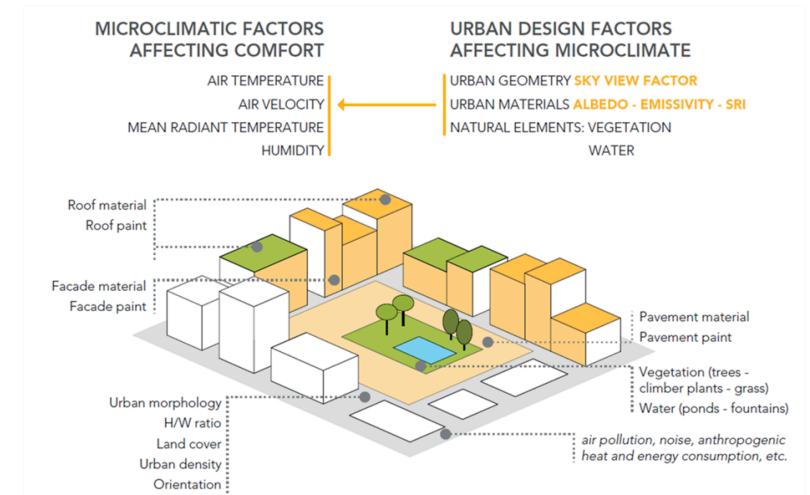 MICROCLIMATIC FACTORS
AFFECTING COMFORT
AIR TEMPERATURE
AIR VELOCITY
MEAN RADIANT TEMPERATURE
HUMIDITY
URBAN DESIGN FACTORS
AFFECTING MICROCLIMATE
URBAN GEOMETRY SKY VIEW FACTOR
URBAN MATERIALS ALBEDO - EMISSIVITY - SRI
NATURAL ELEMENTS: VEGETATION
WATER
Roof material
Roof paint
Facade material
Facade paint
Urban morphology
H/W ratio
Land cover
Urban density
Orientation
Pavement material
Pavement paint
Vegetation (trees -
climber plants - grass)
Water (ponds - fountains)
air pollution, noise, anthropogenic
heat and energy consumption, etc.